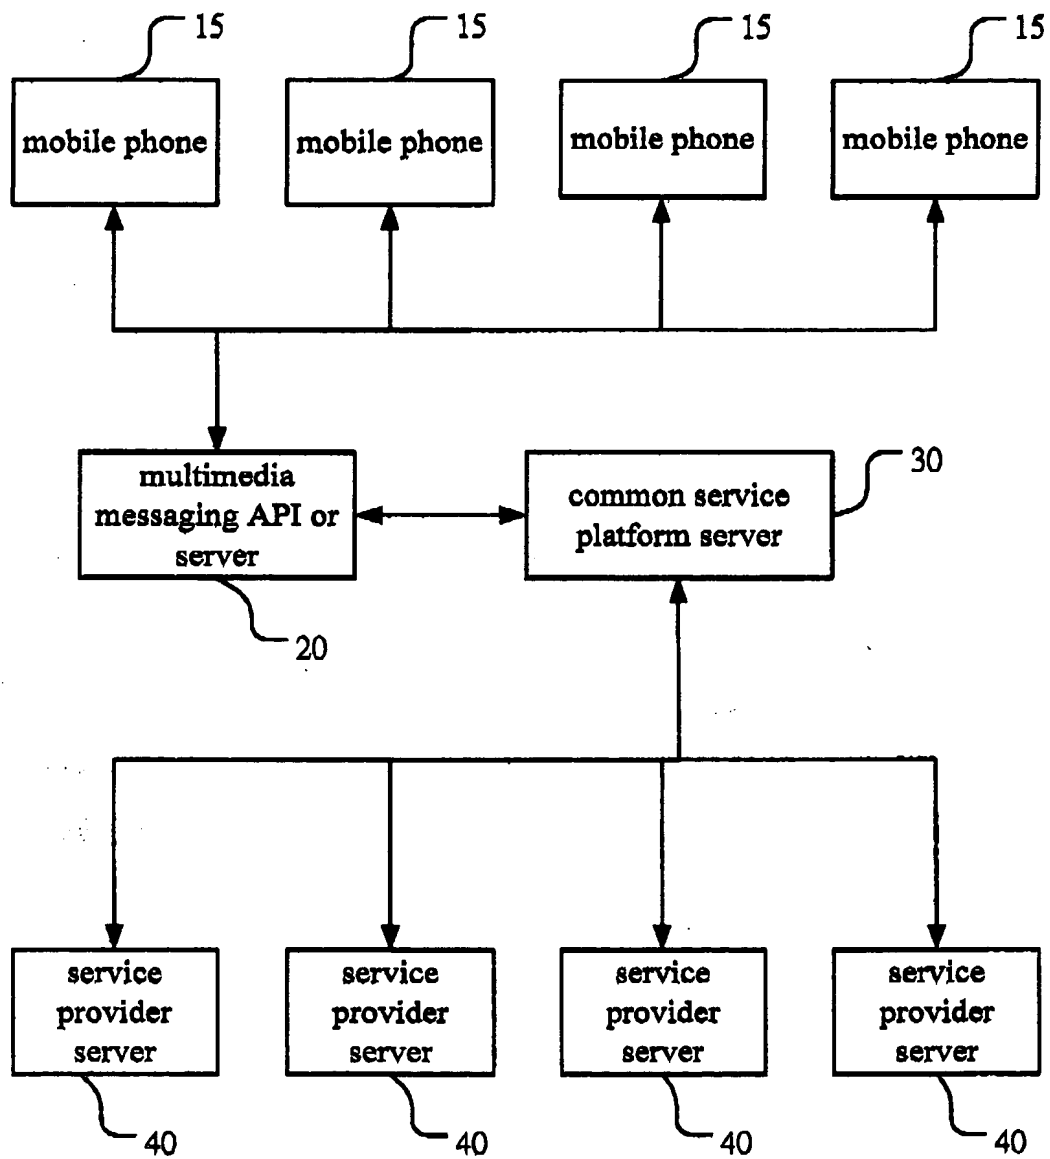 15
15
15
15
mobile phone
mobile phone
mobile phone
mobile phone
multimedia
messaging API or
server
20
common service
platform server
30
service
provider
server
service
provider
server
service
provider
server
service
provider
server
40
40
40
40